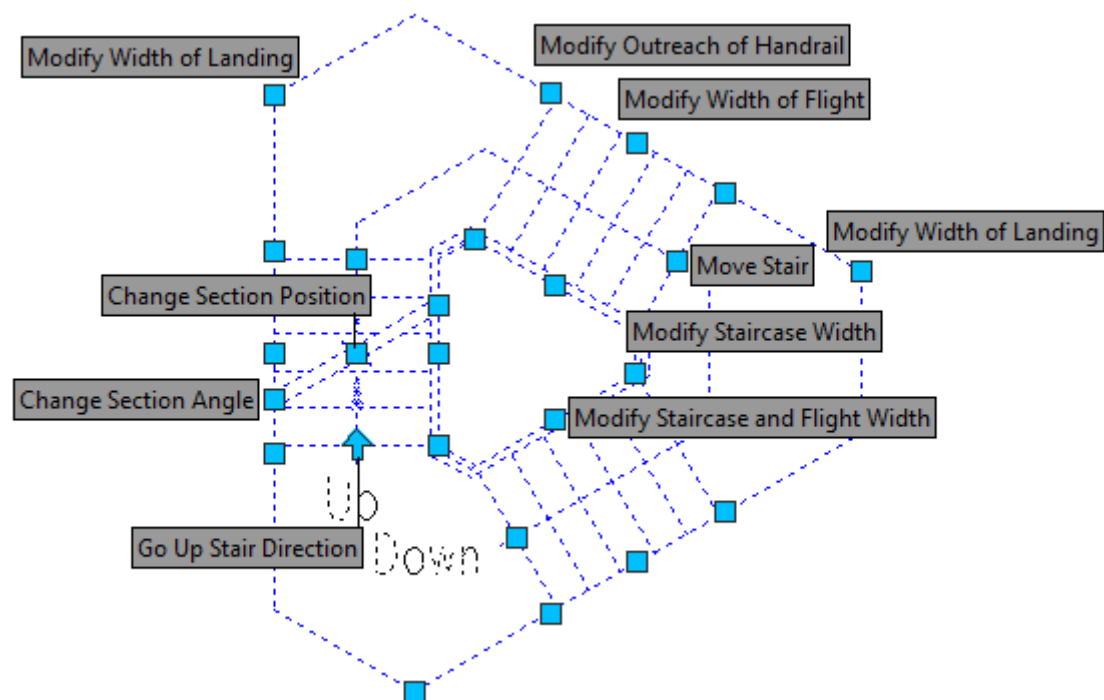 Modify Width of Landing
Modify Outreach of Handrail
Modify Width of Flight
Modify Width of Landing
Move Stair
Change Section Position
Modify Staircase Width
Change Section Angle
Modify Staircase and Flight Width
Up
Go Up Stair Direction
Down